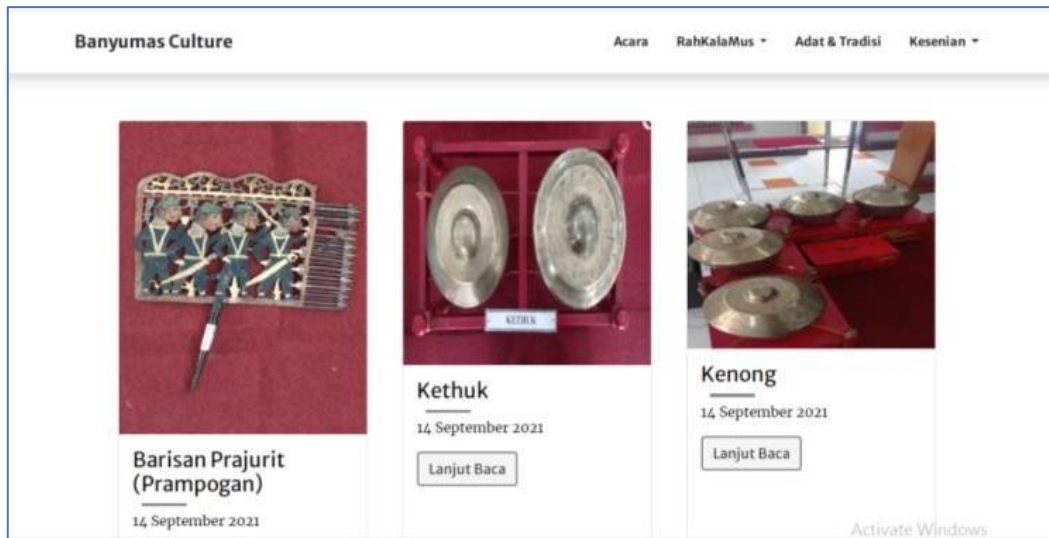 Banyumas Culture
Acara RahKalaMus Adat & Tradisi Kesenian
KETHUK
Barisan Prajurit
(Prampogan)
14 September 2021
Kethuk
14 September 2021
Lanjut Baca
Kenong
14 September 2021
Lanjut Baca
Activate Windows